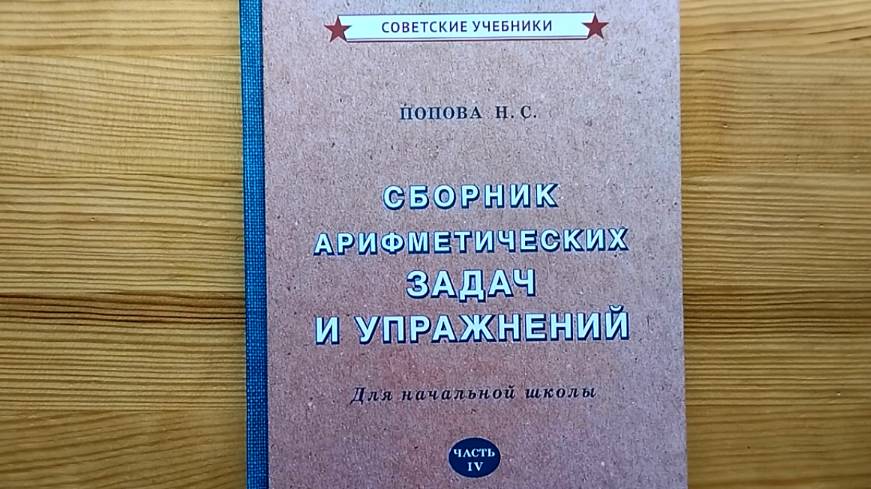 СОВЕТСКИЕ УЧЕБНИКИ
ПОПОВА Н. С.
СБОРНИК
АРИФМЕТИЧЕСКИХ
ЗАДАЧ
И УПРАЖНЕНИЙ
Для начальной школы
ЧАСТЬ
IV